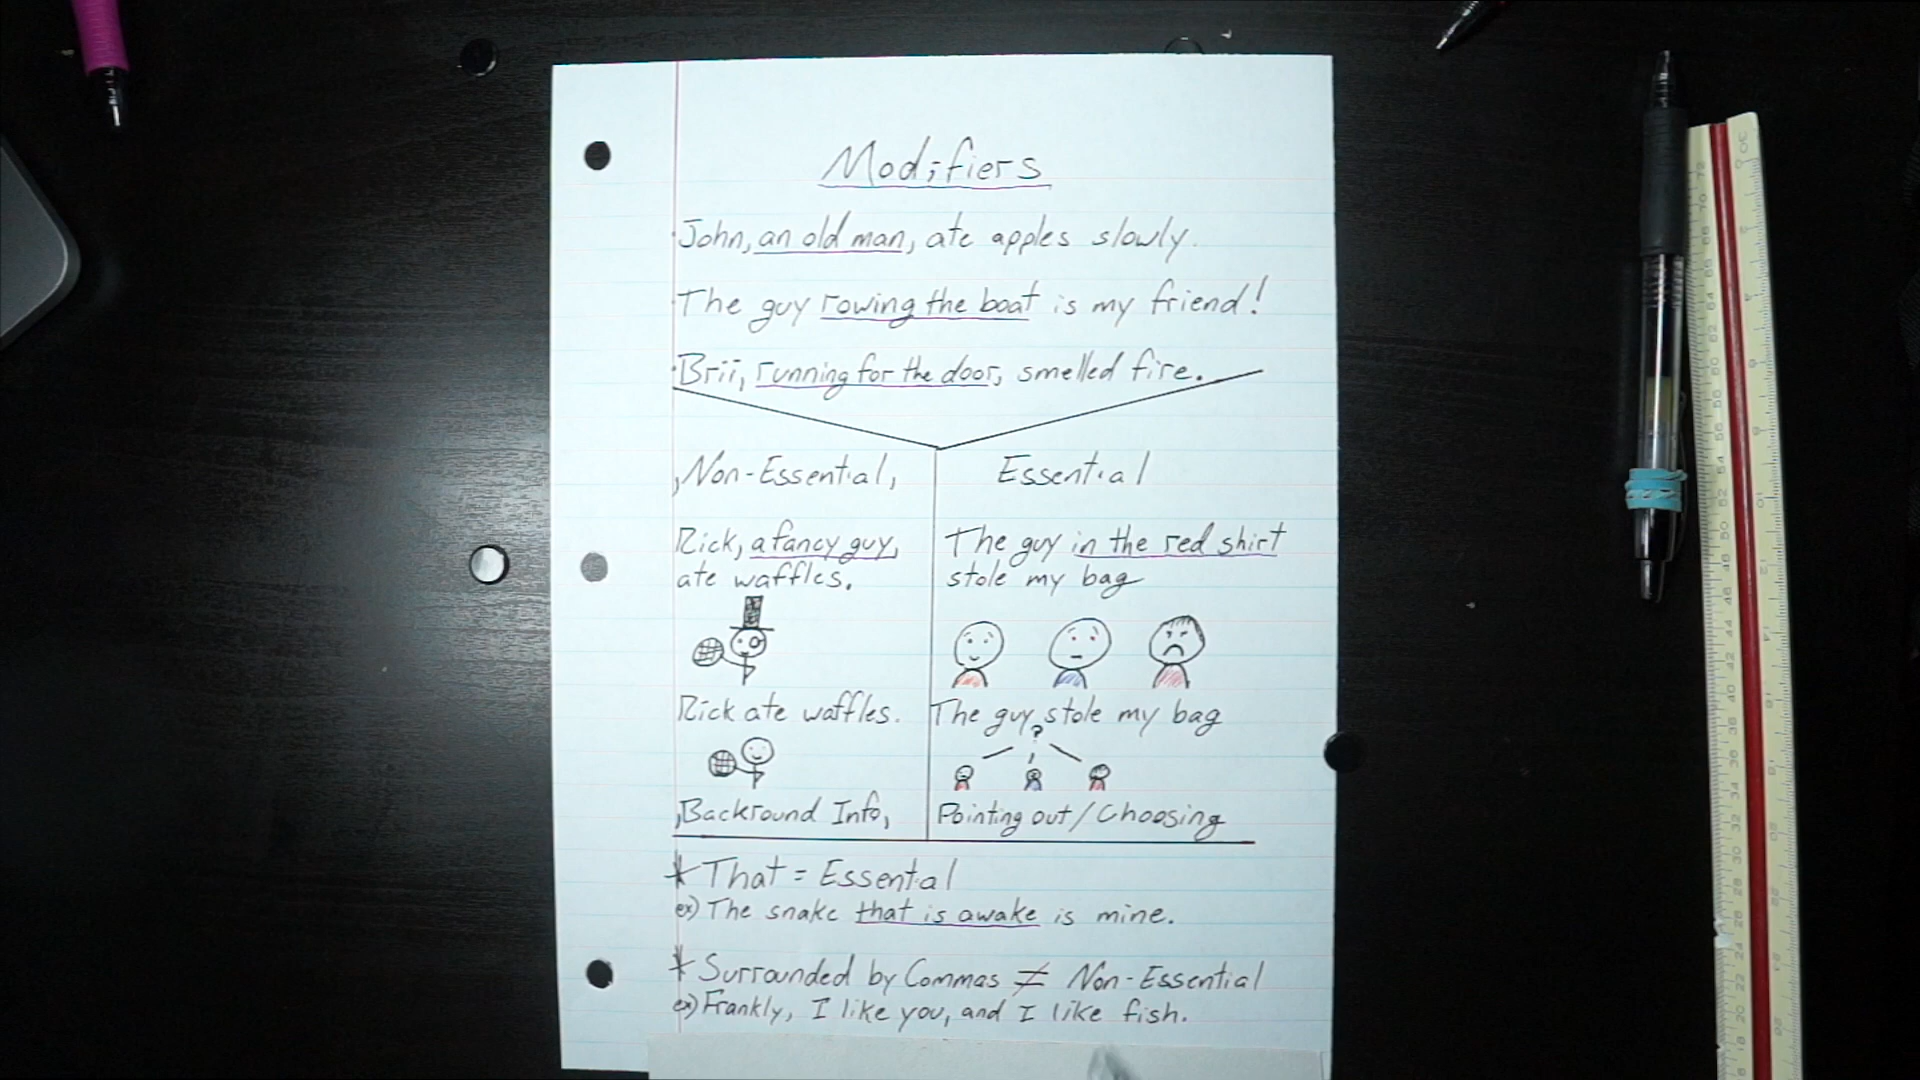 Modifiers
John, an old man, ate apples slowly.
The guy rowing the boat is my friend!
Brii, running for the door, smelled fire.
,Non-Essential,
Rick, a fancy guy,
ate waffles.
Rick ate waffles.
,Backround Info,
Essential
The guy in the red shirt
stole my bag
The guy stole my bag
?
Pointing out/Choosing
* That = Essential
ex) The snake that is awake is mine.
* Surrounded by Commas ≠ Non-Essential
ex) Frankly, I like you, and I like fish.